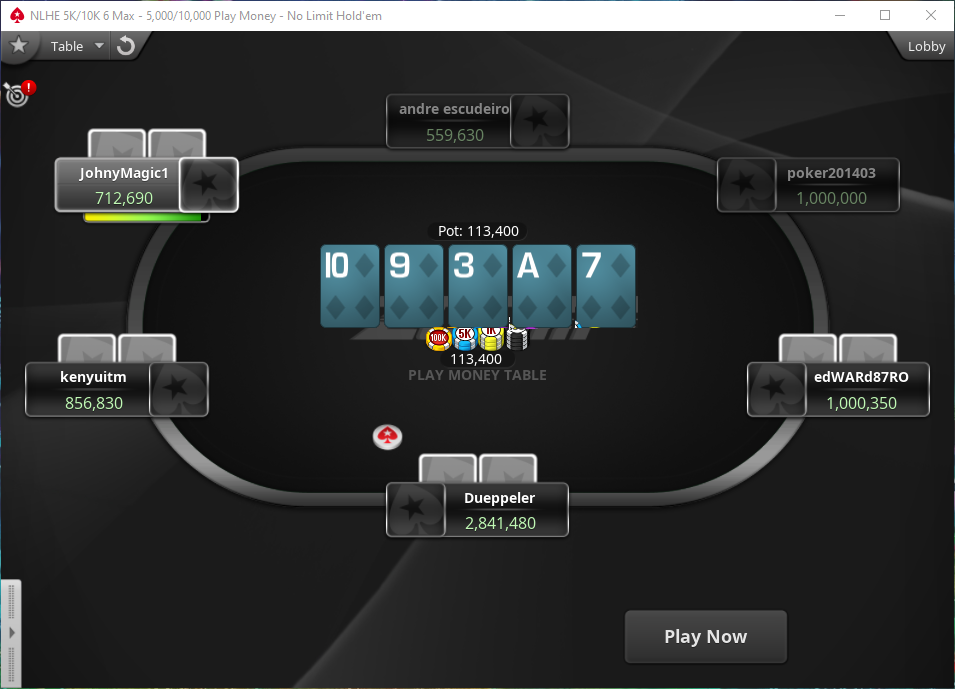 NLHE 5K/10K 6 Max - 5,000/10,000 Play Money - No Limit Hold'em
Table
Lobby
!
andre escudeiro
559,630
JohnyMagic1
712,690
poker201403
1,000,000
Pot: 113,400
10 9 3 A 7
100K 5K 1K
113,400
PLAY MONEY TABLE
kenyuitm
856,830
edWARd87RO
1,000,350
Dueppeler
2,841,480
Play Now